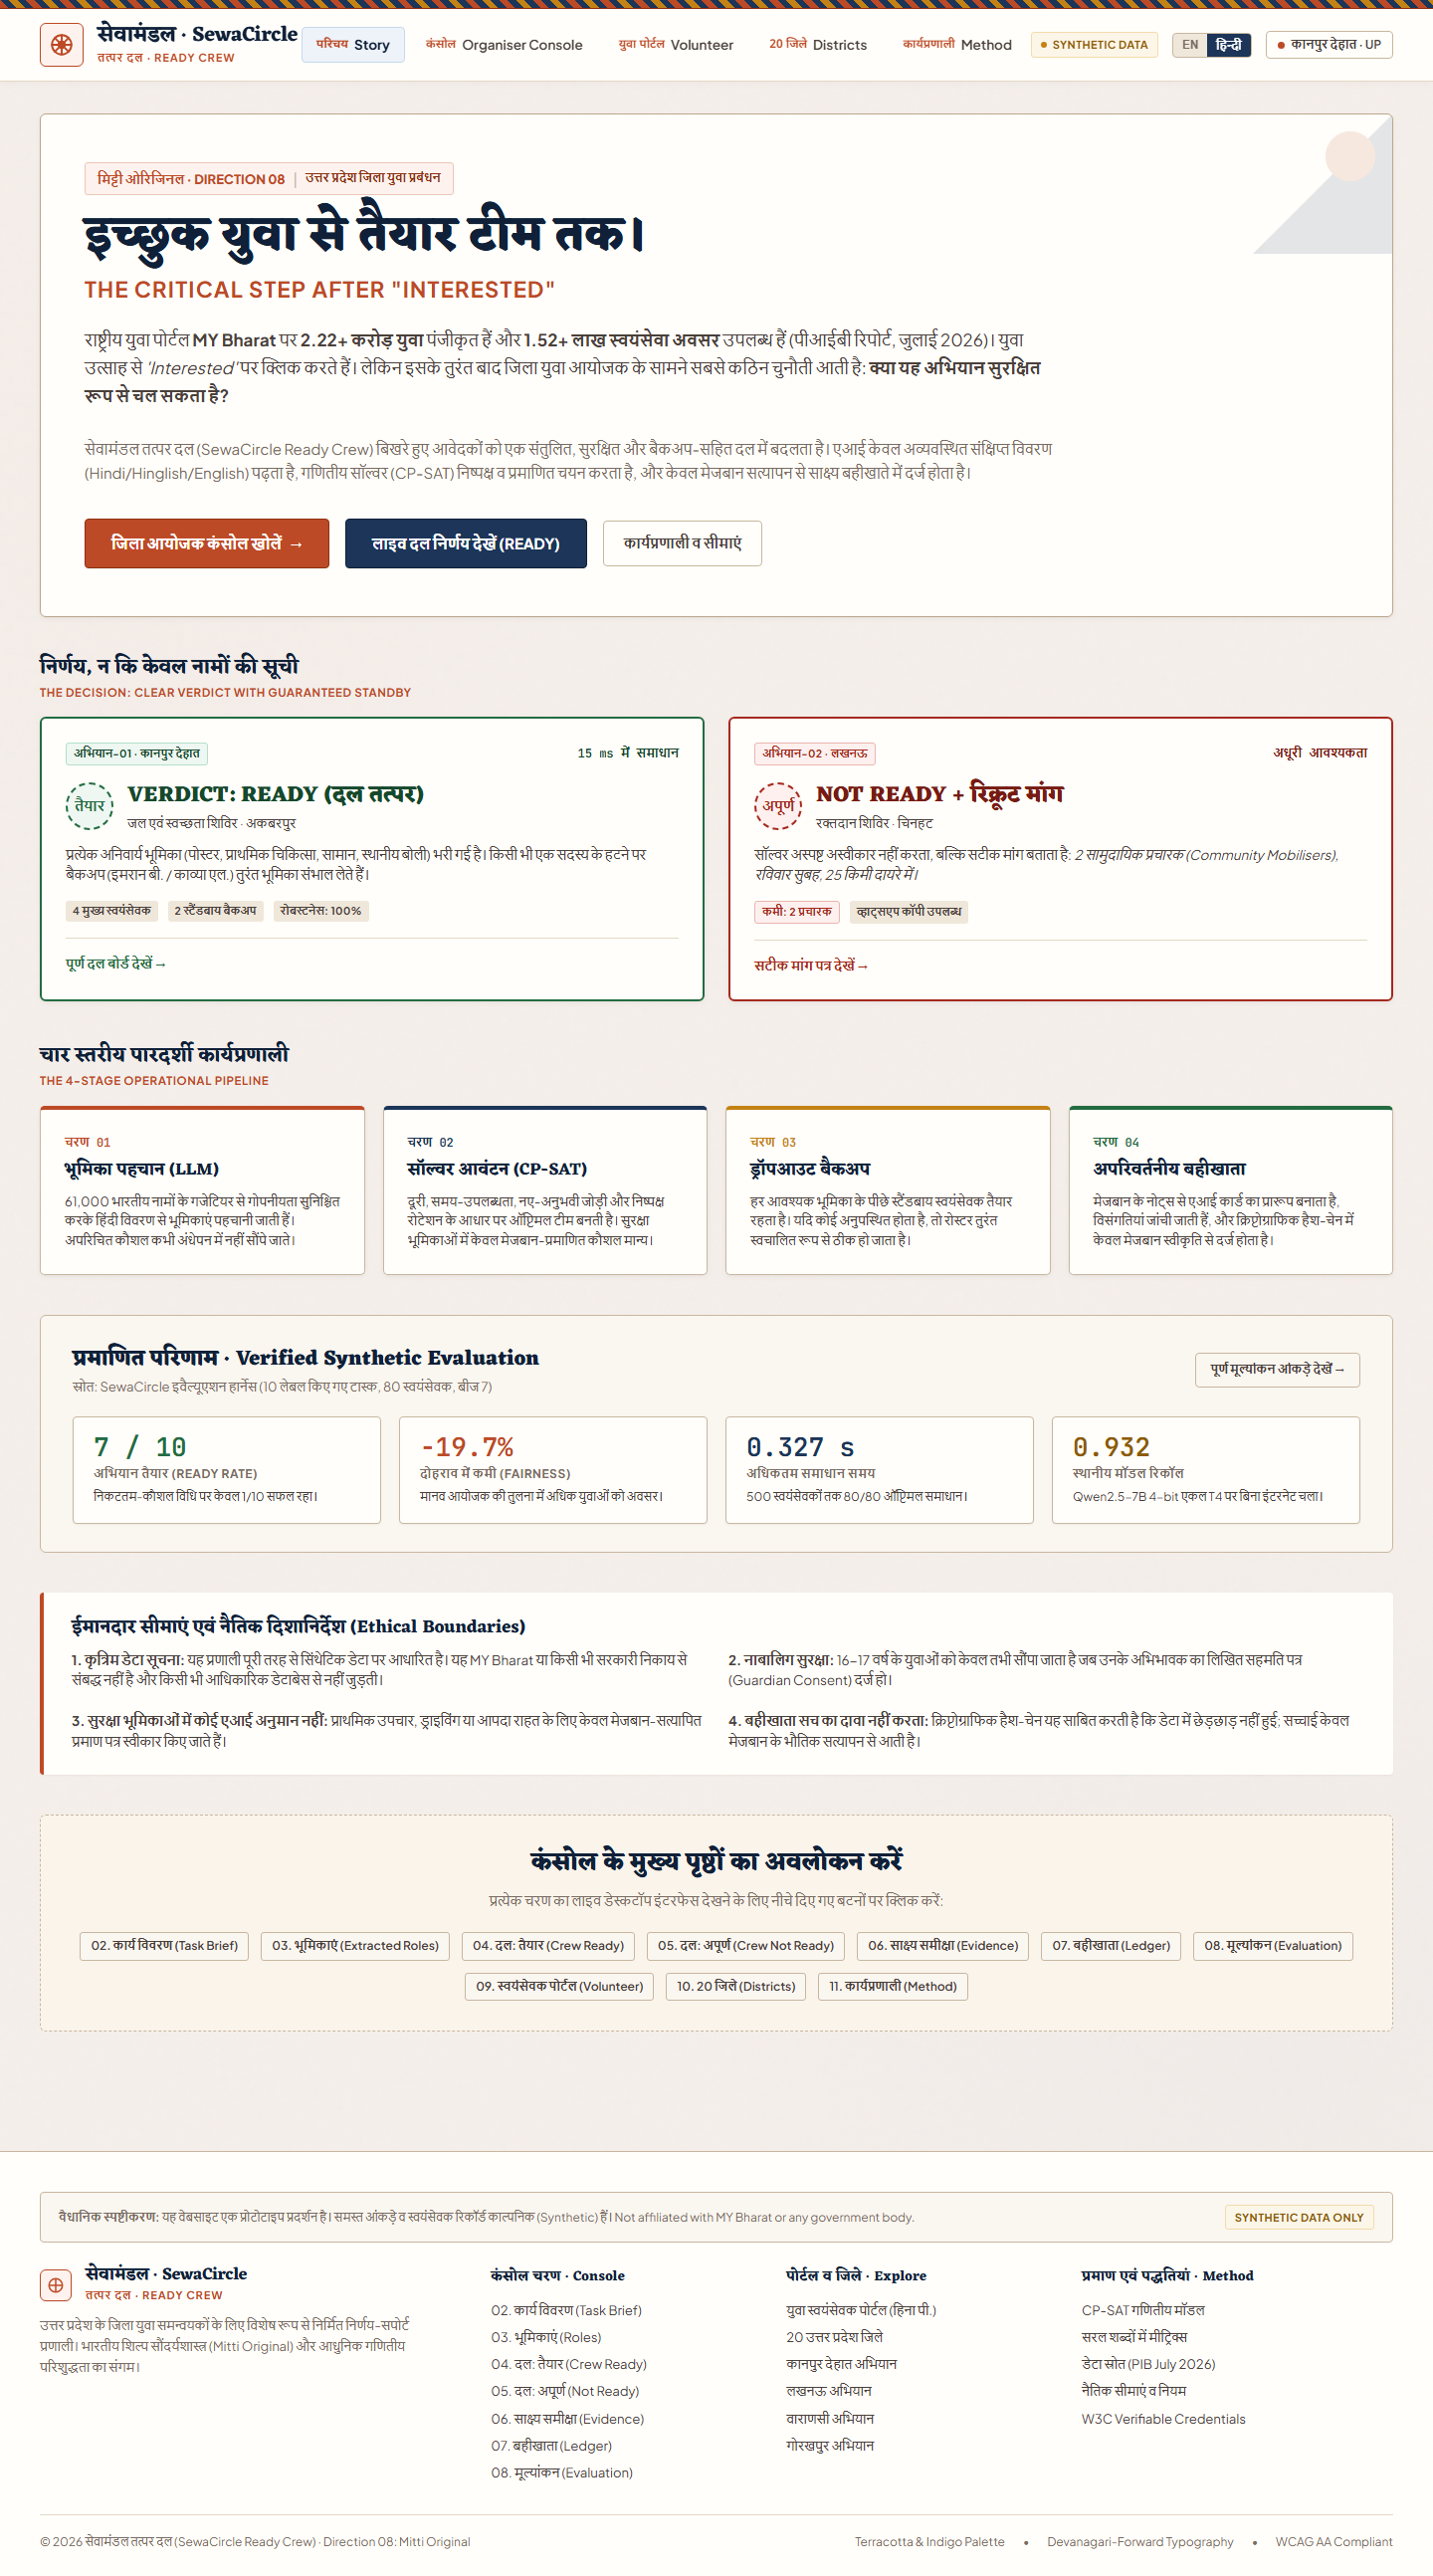 सेवामंडल · SewaCircle
तत्पर दल · READY CREW
परिचय Story
कंसोल Organiser Console
युवा पोर्टल Volunteer
20 जिले Districts
कार्यप्रणाली Method
SYNTHETIC DATA
EN हिन्दी
कानपुर देहात · UP
मिट्टी ओरिजिनल · DIRECTION 08 | उत्तर प्रदेश जिला युवा प्रबंधन
इच्छुक युवा से तैयार टीम तक।
THE CRITICAL STEP AFTER "INTERESTED"
राष्ट्रीय युवा पोर्टल MY Bharat पर 2.22+ करोड़ युवा पंजीकृत हैं और 1.52+ लाख स्वयंसेवा अवसर उपलब्ध हैं (पीआईबी रिपोर्ट, जुलाई 2026)। युवा
उत्साह से 'Interested' पर क्लिक करते हैं। लेकिन इसके तुरंत बाद जिला युवा आयोजक के सामने सबसे कठिन चुनौती आती है: क्या यह अभियान सुरक्षित
रूप से चल सकता है?
सेवामंडल तत्पर दल (SewaCircle Ready Crew) बिखरे हुए आवेदकों को एक संतुलित, सुरक्षित और बैकअप-सहित दल में बदलता है। एआई केवल अव्यवस्थित संक्षिप्त विवरण
(Hindi/Hinglish/English) पढ़ता है, गणितीय सॉल्वर (CP-SAT) निष्पक्ष व प्रमाणित चयन करता है, और केवल मेजबान सत्यापन से साक्ष्य बहीखाते में दर्ज होता है।
जिला आयोजक कंसोल खोलें →
लाइव दल निर्णय देखें (READY)
कार्यप्रणाली व सीमाएं
निर्णय, न कि केवल नामों की सूची
THE DECISION: CLEAR VERDICT WITH GUARANTEED STANDBY
अभियान-01 · कानपुर देहात
15 ms में समाधान
तैयार
VERDICT: READY (दल तत्पर)
जल एवं स्वच्छता शिविर · अकबरपुर
प्रत्येक अनिवार्य भूमिका (पोस्टर, प्राथमिक चिकित्सा, सामान, स्थानीय बोली) भरी गई है। किसी भी एक सदस्य के हटने पर
बैकअप (इमरान बी. / काव्या एल.) तुरंत भूमिका संभाल लेते हैं।
4 मुख्य स्वयंसेवक
2 स्टैंडबाय बैकअप
रोबस्टनेस: 100%
पूर्ण दल बोर्ड देखें →
अभियान-02 · लखनऊ
अधूरी आवश्यकता
अपूर्ण
NOT READY + रिक्रूट मांग
रक्तदान शिविर · चिनहट
सॉल्वर अस्पष्ट अस्वीकार नहीं करता, बल्कि सटीक मांग बताता है: 2 सामुदायिक प्रचारक (Community Mobilisers),
रविवार सुबह, 25 किमी दायरे में।
कमी: 2 प्रचारक
व्हाट्सएप कॉपी उपलब्ध
सटीक मांग पत्र देखें →
चार स्तरीय पारदर्शी कार्यप्रणाली
THE 4-STAGE OPERATIONAL PIPELINE
चरण 01
भूमिका पहचान (LLM)
61,000 भारतीय नामों के गजेटियर से गोपनीयता सुनिश्चित
करके हिंदी विवरण से भूमिकाएं पहचानी जाती हैं।
अपरिचित कौशल कभी अंधेपन में नहीं सौंपे जाते।
चरण 02
सॉल्वर आवंटन (CP-SAT)
दूरी, समय-उपलब्धता, नए-अनुभवी जोड़ी और निष्पक्ष
रोटेशन के आधार पर ऑप्टिमल टीम बनती है। सुरक्षा
भूमिकाओं में केवल मेजबान-प्रमाणित कौशल मान्य।
चरण 03
ड्रॉपआउट बैकअप
हर आवश्यक भूमिका के पीछे स्टैंडबाय स्वयंसेवक तैयार
रहता है। यदि कोई अनुपस्थित होता है, तो रोस्टर तुरंत
स्वचालित रूप से ठीक हो जाता है।
चरण 04
अपरिवर्तनीय बहीखाता
मेजबान के नोट्स से एआई कार्ड का प्रारूप बनाता है,
विसंगतियां जांची जाती हैं, और क्रिप्टोग्राफिक हैश-चेन में
केवल मेजबान स्वीकृति से दर्ज होता है।
प्रमाणित परिणाम · Verified Synthetic Evaluation
स्रोत: SewaCircle इवैल्यूएशन हार्नेस (10 लेबल किए गए टास्क, 80 स्वयंसेवक, बीज 7)
पूर्ण मूल्यांकन आंकड़े देखें →
7 / 10
अभियान तैयार (READY RATE)
निकटतम-कौशल विधि पर केवल 1/10 सफल रहा।
-19.7%
दोहराव में कमी (FAIRNESS)
मानव आयोजक की तुलना में अधिक युवाओं को अवसर।
0.327 s
अधिकतम समाधान समय
500 स्वयंसेवकों तक 80/80 ऑप्टिमल समाधान।
0.932
स्थानीय मॉडल रिकॉल
Qwen2.5-7B 4-bit एकल T4 पर बिना इंटरनेट चला।
ईमानदार सीमाएं एवं नैतिक दिशानिर्देश (Ethical Boundaries)
1. कृत्रिम डेटा सूचना: यह प्रणाली पूरी तरह से सिंथेटिक डेटा पर आधारित है। यह MY Bharat या किसी भी सरकारी निकाय से
संबद्ध नहीं है और किसी भी आधिकारिक डेटाबेस से नहीं जुड़ती।
2. नाबालिग सुरक्षा: 16-17 वर्ष के युवाओं को केवल तभी सौंपा जाता है जब उनके अभिभावक का लिखित सहमति पत्र
(Guardian Consent) दर्ज हो।
3. सुरक्षा भूमिकाओं में कोई एआई अनुमान नहीं: प्राथमिक उपचार, ड्राइविंग या आपदा राहत के लिए केवल मेजबान-सत्यापित
प्रमाण पत्र स्वीकार किए जाते हैं।
4. बहीखाता सच का दावा नहीं करता: क्रिप्टोग्राफिक हैश-चेन यह साबित करती है कि डेटा में छेड़छाड़ नहीं हुई; सच्चाई केवल
मेजबान के भौतिक सत्यापन से आती है।
कंसोल के मुख्य पृष्ठों का अवलोकन करें
प्रत्येक चरण का लाइव डेस्कटॉप इंटरफेस देखने के लिए नीचे दिए गए बटनों पर क्लिक करें:
02. कार्य विवरण (Task Brief)
03. भूमिकाएं (Extracted Roles)
04. दल: तैयार (Crew Ready)
05. दल: अपूर्ण (Crew Not Ready)
06. साक्ष्य समीक्षा (Evidence)
07. बहीखाता (Ledger)
08. मूल्यांकन (Evaluation)
09. स्वयंसेवक पोर्टल (Volunteer)
10. 20 जिले (Districts)
11. कार्यप्रणाली (Method)
वैधानिक स्पष्टीकरण: यह वेबसाइट एक प्रोटोटाइप प्रदर्शन है। समस्त आंकड़े व स्वयंसेवक रिकॉर्ड काल्पनिक (Synthetic) हैं। Not affiliated with MY Bharat or any government body.
SYNTHETIC DATA ONLY
सेवामंडल · SewaCircle
तत्पर दल · READY CREW
उत्तर प्रदेश के जिला युवा समन्वयकों के लिए विशेष रूप से निर्मित निर्णय-सपोर्ट
प्रणाली। भारतीय शिल्प सौंदर्यशास्त्र (Mitti Original) और आधुनिक गणितीय
परिशुद्धता का संगम।
कंसोल चरण · Console
02. कार्य विवरण (Task Brief)
03. भूमिकाएं (Roles)
04. दल: तैयार (Crew Ready)
05. दल: अपूर्ण (Not Ready)
06. साक्ष्य समीक्षा (Evidence)
07. बहीखाता (Ledger)
08. मूल्यांकन (Evaluation)
पोर्टल व जिले · Explore
युवा स्वयंसेवक पोर्टल (हिना पी.)
20 उत्तर प्रदेश जिले
कानपुर देहात अभियान
लखनऊ अभियान
वाराणसी अभियान
गोरखपुर अभियान
प्रमाण एवं पद्धतियां · Method
CP-SAT गणितीय मॉडल
सरल शब्दों में मीट्रिक्स
डेटा स्रोत (PIB July 2026)
नैतिक सीमाएं व नियम
W3C Verifiable Credentials
© 2026 सेवामंडल तत्पर दल (SewaCircle Ready Crew) · Direction 08: Mitti Original
Terracotta & Indigo Palette • Devanagari-Forward Typography • WCAG AA Compliant